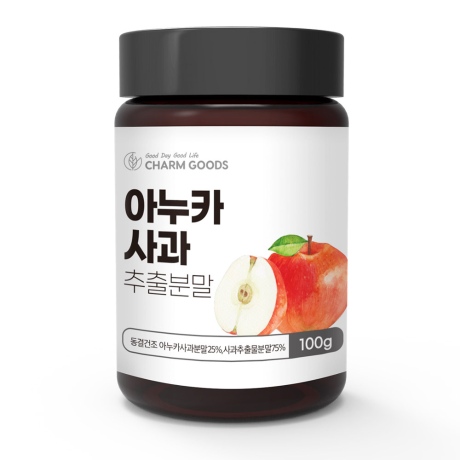 Good Day Good Life
CHARM GOODS
아누카
사과
추출분말
동결건조 아누카사과분말25%,사과추출물분말75%
100g